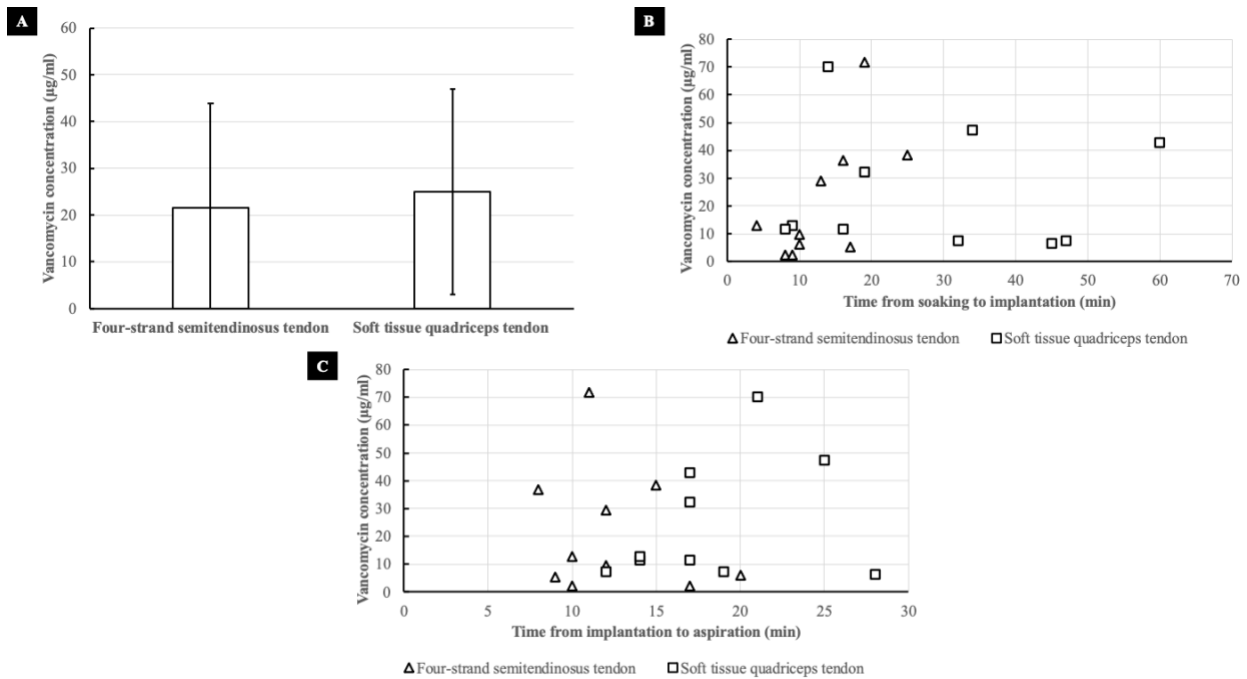 A
Vancomycin concentration (µg/ml)
60
50
40
30
20
10
0
Four-strand semitendinosus tendon
Soft tissue quadriceps tendon
B
Vancomycin concentration (µg/ml)
80
70
60
50
40
30
20
10
0
0 10 20 30 40 50 60 70
Time from soaking to implantation (min)
Four-strand semitendinosus tendon
Soft tissue quadriceps tendon
C
Vancomycin concentration (µg/ml)
80
70
60
50
40
30
20
10
0
0 5 10 15 20 25 30
Time from implantation to aspiration (min)
Four-strand semitendinosus tendon
Soft tissue quadriceps tendon